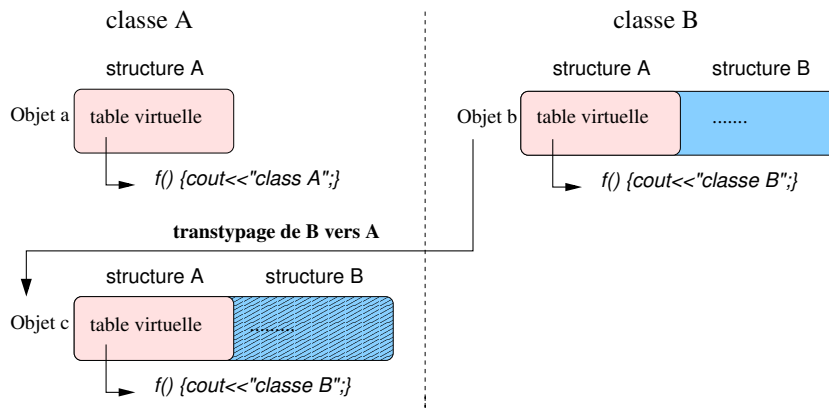 classe A
classe B
structure A
structure A structure B
Objet a table virtuelle
Objet b table virtuelle .......
f() {cout<<"class A";}
f() {cout<<"classe B";}
transtypage de B vers A
structure A structure B
Objet c table virtuelle .........
f() {cout<<"classe B";}